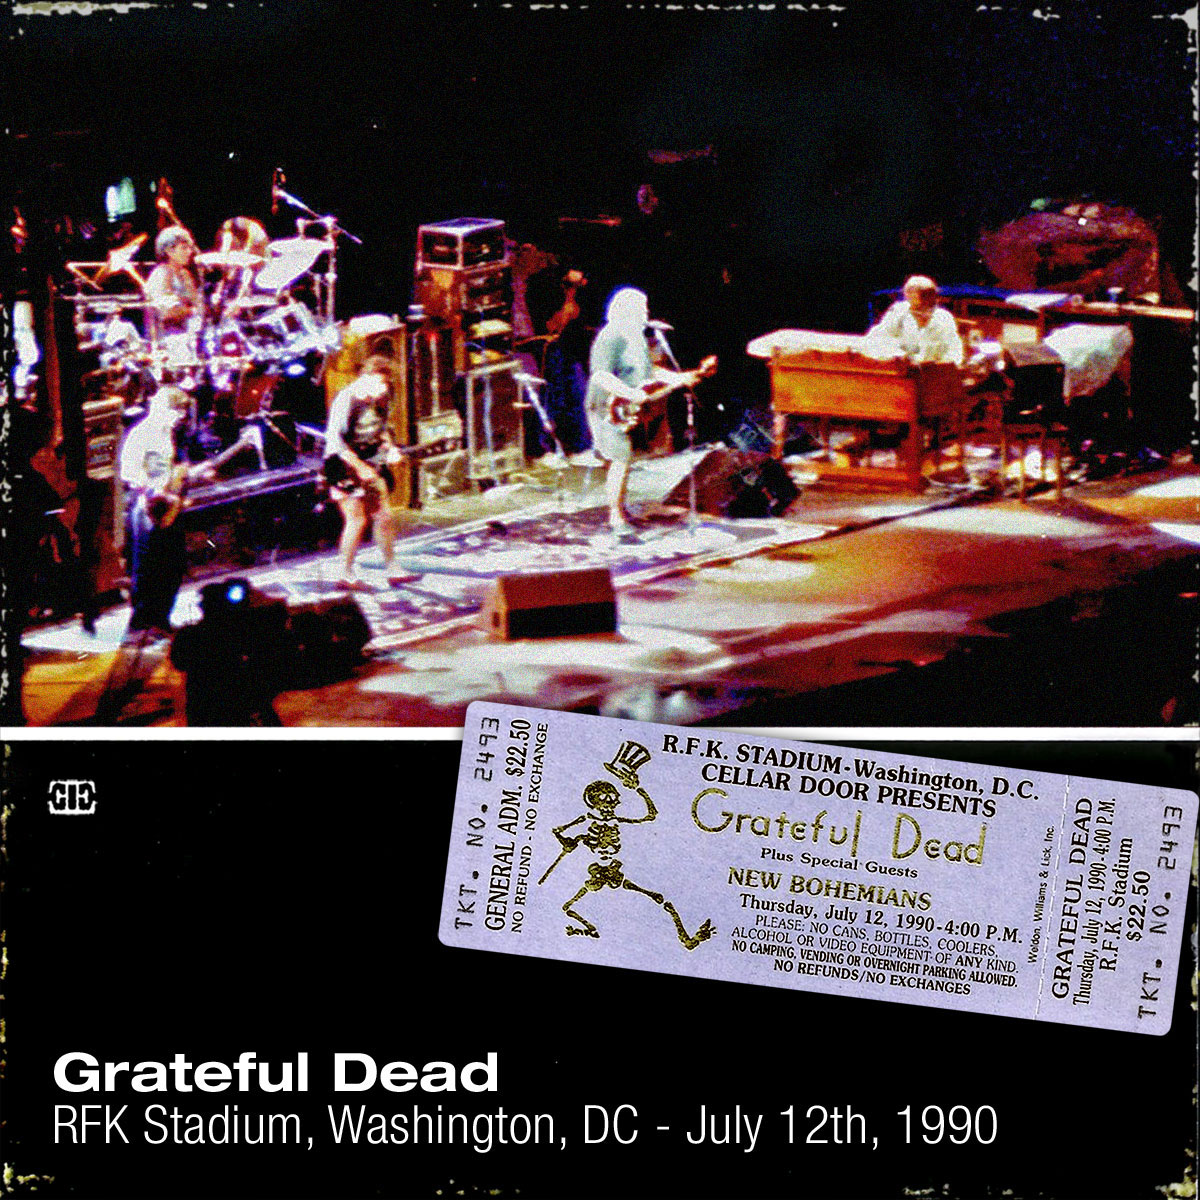 TKT. NO. 2493
GENERAL ADM. $22.50
NO REFUND - NO EXCHANGE
R.F.K. STADIUM-Washington, D.C.
CELLAR DOOR PRESENTS
Grateful Dead
Plus Special Guests
NEW BOHEMIANS
Thursday, July 12, 1990-4:00 P.M.
PLEASE: NO CANS, BOTTLES, COOLERS,
ALCOHOL OR VIDEO EQUIPMENT OF ANY KIND.
NO CAMPING, VENDING OR OVERNIGHT PARKING ALLOWED.
NO REFUNDS/NO EXCHANGES
Weldon, Williams & Lick, Inc.
GRATEFUL DEAD
Thursday, July 12, 1990-4:00 P.M.
R.F.K. Stadium
$22.50
TKT. NO. 2493
Grateful Dead
RFK Stadium, Washington, DC - July 12th, 1990